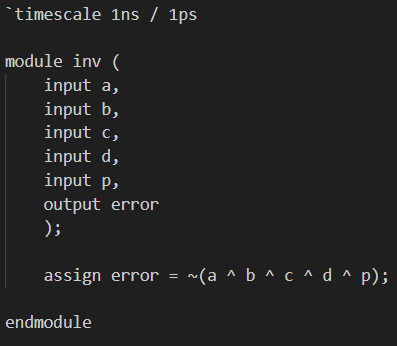 `timescale 1ns / 1ps
module inv (
input a,
input b,
input c,
input d,
input p,
output error
);
assign error = ~(a ^ b ^ c ^ d ^ p);
endmodule